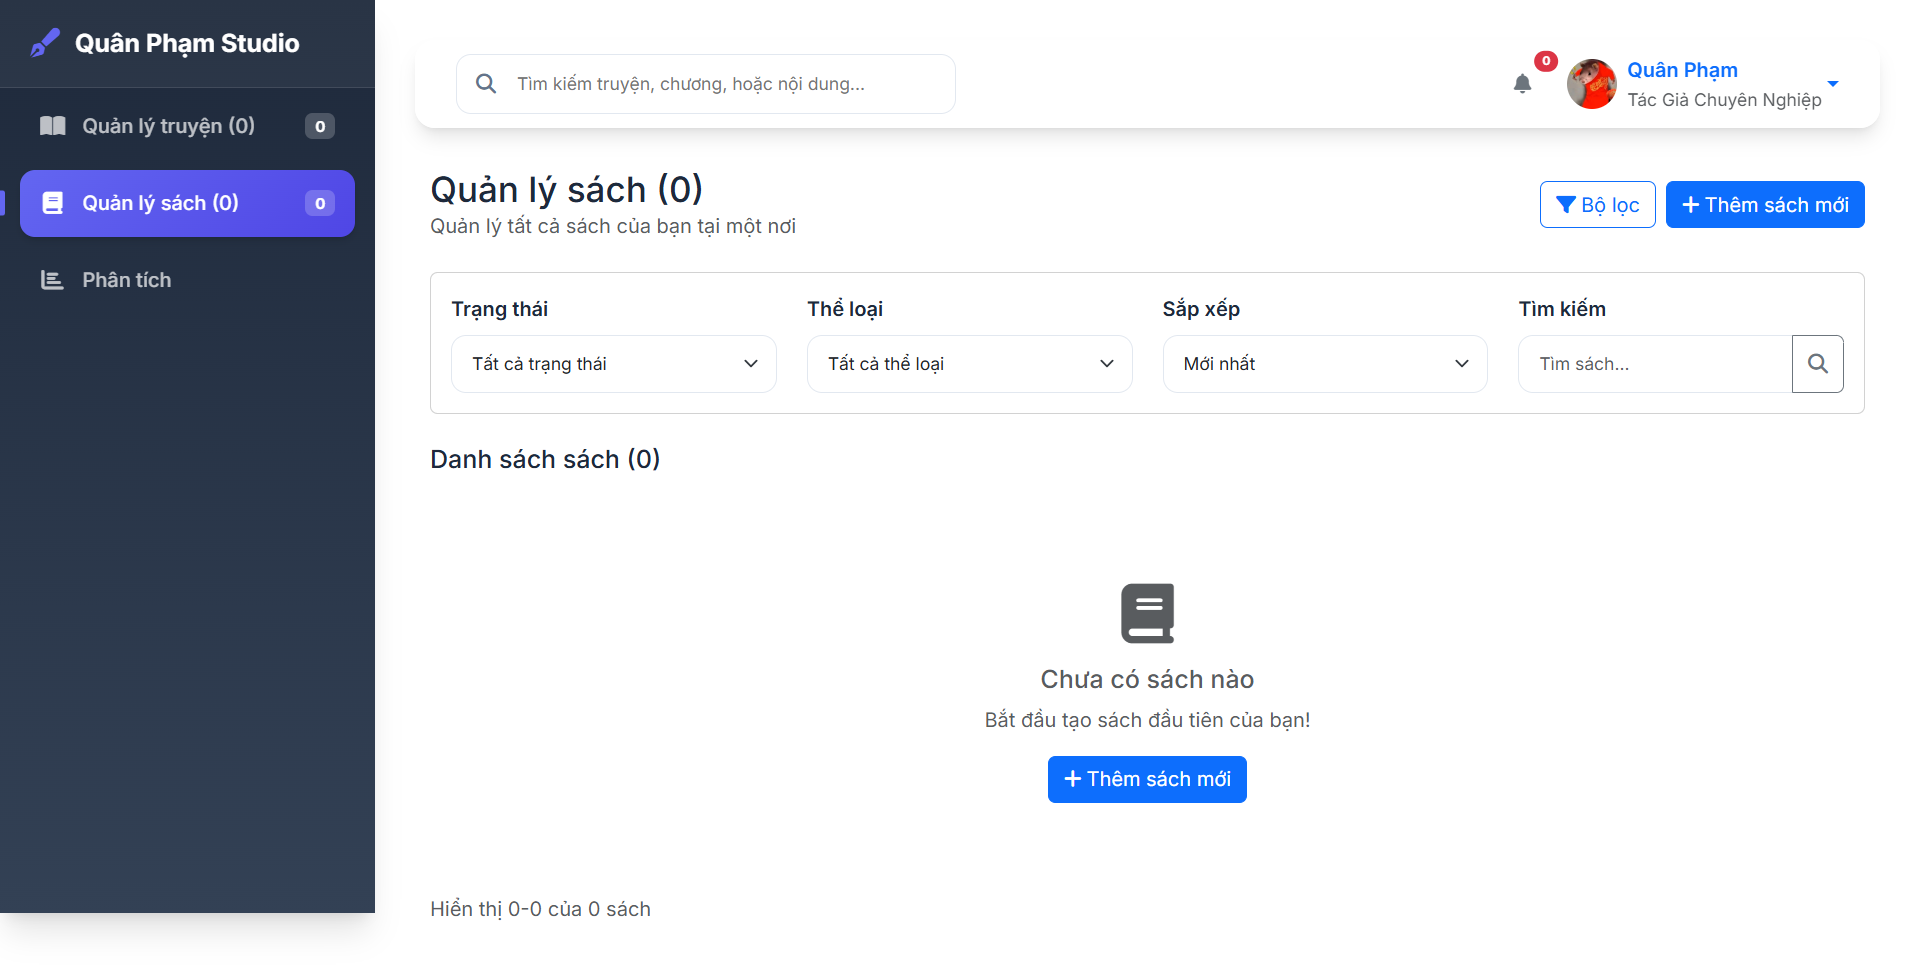 Quân Phạm Studio
Quản lý truyện (0) 0
Quản lý sách (0) 0
Phân tích
Tìm kiếm truyện, chương, hoặc nội dung...
0
Quân Phạm
Tác Giả Chuyên Nghiệp
Quản lý sách (0)
Quản lý tất cả sách của bạn tại một nơi
Bộ lọc
Thêm sách mới
Trạng thái Thể loại Sắp xếp Tìm kiếm
Tất cả trạng thái Tất cả thể loại Mới nhất Tìm sách...
Danh sách sách (0)
Chưa có sách nào
Bắt đầu tạo sách đầu tiên của bạn!
Thêm sách mới
Hiển thị 0-0 của 0 sách